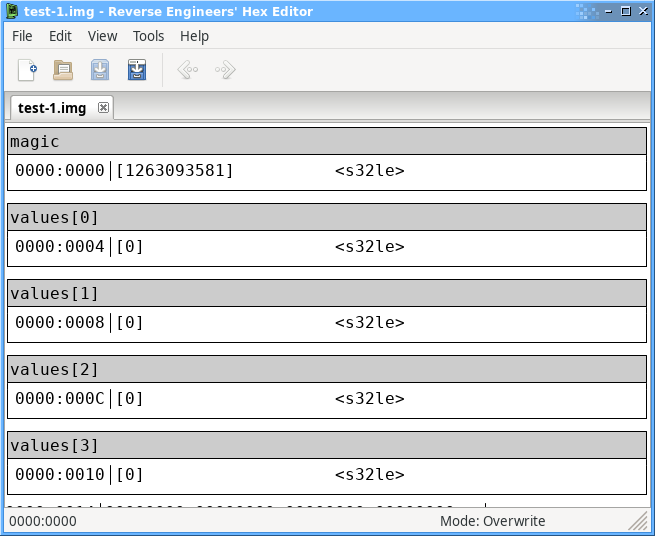 test-1.img - Reverse Engineers' Hex Editor
File Edit View Tools Help
test-1.img
magic
0000:0000 [1263093581] <s32le>
values[0]
0000:0004 [0] <s32le>
values[1]
0000:0008 [0] <s32le>
values[2]
0000:000C [0] <s32le>
values[3]
0000:0010 [0] <s32le>
0000:0000 Mode: Overwrite